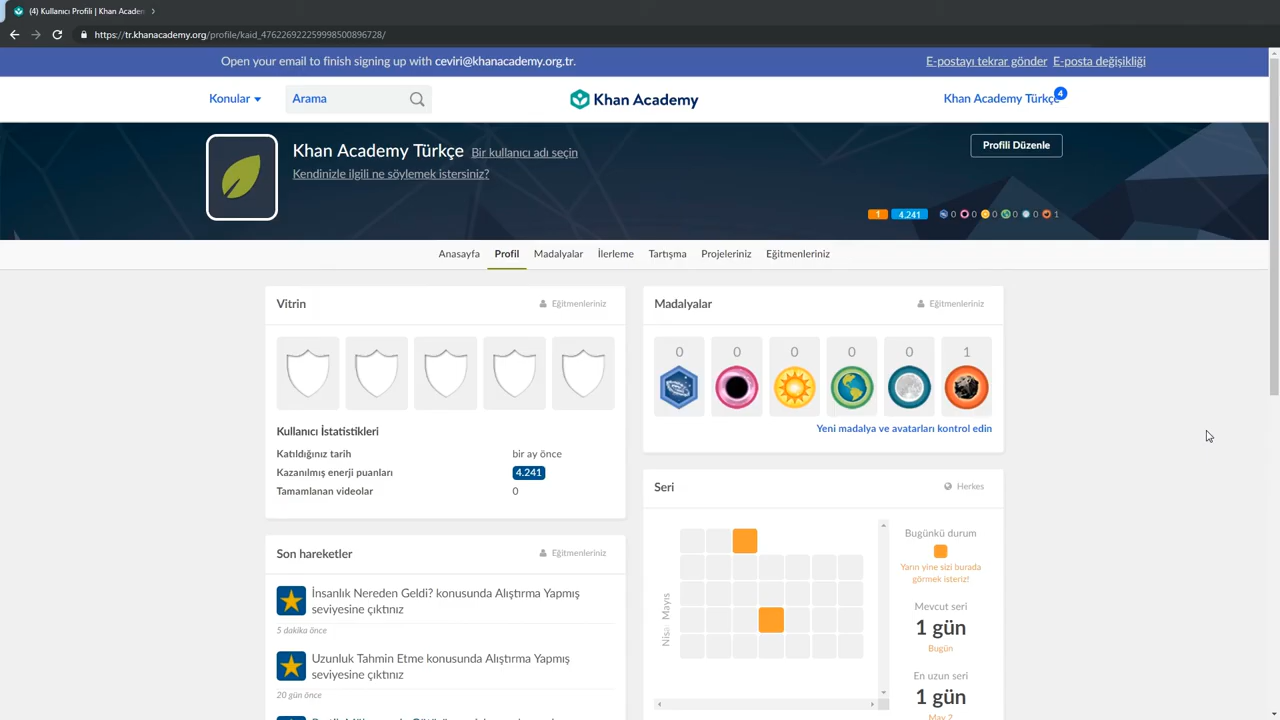 (4) Kullanıcı Profili | Khan Academ
https://tr.khanacademy.org/profile/kaid_476226922259998500896728/
Open your email to finish signing up with ceviri@khanacademy.org.tr.
E-postayı tekrar gönder E-posta değişikliği
Konular
Arama
Khan Academy
Khan Academy Türkçe
4
Khan Academy Türkçe Bir kullanıcı adı seçin
Kendinizle ilgili ne söylemek istersiniz?
Profili Düzenle
1 4.241 0 0 0 0 0 1
Anasayfa Profil Madalyalar İlerleme Tartışma Projeleriniz Eğitmenleriniz
Vitrin Eğitmenleriniz
Kullanıcı İstatistikleri
Katıldığınız tarih bir ay önce
Kazanılmış enerji puanları 4.241
Tamamlanan videolar 0
Madalyalar Eğitmenleriniz
0 0 0 0 0 1
Yeni madalya ve avatarları kontrol edin
Son hareketler Eğitmenleriniz
İnsanlık Nereden Geldi? konusunda Alıştırma Yapmış
seviyesine çıktınız
5 dakika önce
Uzunluk Tahmin Etme konusunda Alıştırma Yapmış
seviyesine çıktınız
20 gün önce
Seri Herkes
Mayıs
Nisa
Bugünkü durum
Yarın yine sizi burada
görmek isteriz!
Mevcut seri
1 gün
Bugün
En uzun seri
1 gün
May 2